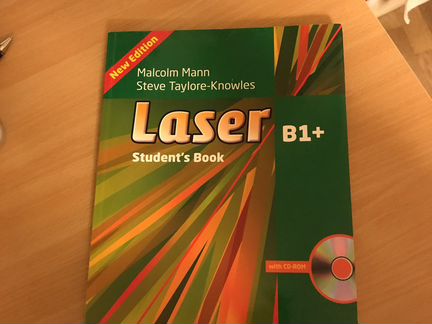 New Edition
Malcolm Mann
Steve Taylore-Knowles
Laser B1+
Student's Book
with CD-ROM